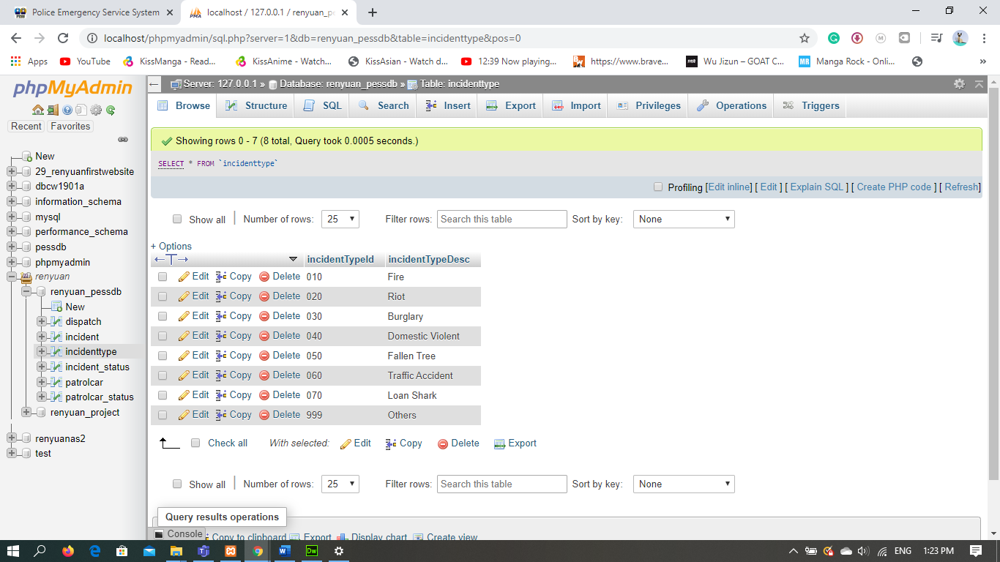 Police Emergency Service System
localhost / 127.0.0.1 / renyuan_pe
localhost/phpmyadmin/sql.php?server=1&db=renyuan_pessdb&table=incidenttype&pos=0
Apps
YouTube
KissManga - Read...
KissAnime - Watch...
KissAsian - Watch d...
12:39 Now playing...
https://www.brave...
Wu Jizun – GOAT C...
MR
Manga Rock - Onli...
»
phpMyAdmin
Recent
Favorites
New
29_renyuanfirstwebsite
dbcw1901a
information_schema
mysql
performance_schema
pessdb
phpmyadmin
renyuan
renyuan_pessdb
New
dispatch
incident
incidenttype
incident_status
patrolcar
patrolcar_status
renyuan_project
renyuanas2
test
Server: 127.0.0.1 » Database: renyuan_pessdb » Table: incidenttype
Browse
Structure
SQL
Search
Insert
Export
Import
Privileges
Operations
Triggers
Showing rows 0 - 7 (8 total, Query took 0.0005 seconds.)
SELECT * FROM `incidenttype`
Profiling [Edit inline] [ Edit ] [ Explain SQL ] [ Create PHP code ] [ Refresh]
Show all
Number of rows:
25
Filter rows:
Search this table
Sort by key:
None
+ Options
←T→
incidentTypeId
incidentTypeDesc
Edit Copy Delete 010 Fire
Edit Copy Delete 020 Riot
Edit Copy Delete 030 Burglary
Edit Copy Delete 040 Domestic Violent
Edit Copy Delete 050 Fallen Tree
Edit Copy Delete 060 Traffic Accident
Edit Copy Delete 070 Loan Shark
Edit Copy Delete 999 Others
Check all
With selected:
Edit
Copy
Delete
Export
Show all
Number of rows:
25
Filter rows:
Search this table
Sort by key:
None
Query results operations
Console
Copy to clipboard
Export
Display chart
Create view
ENG
1:23 PM